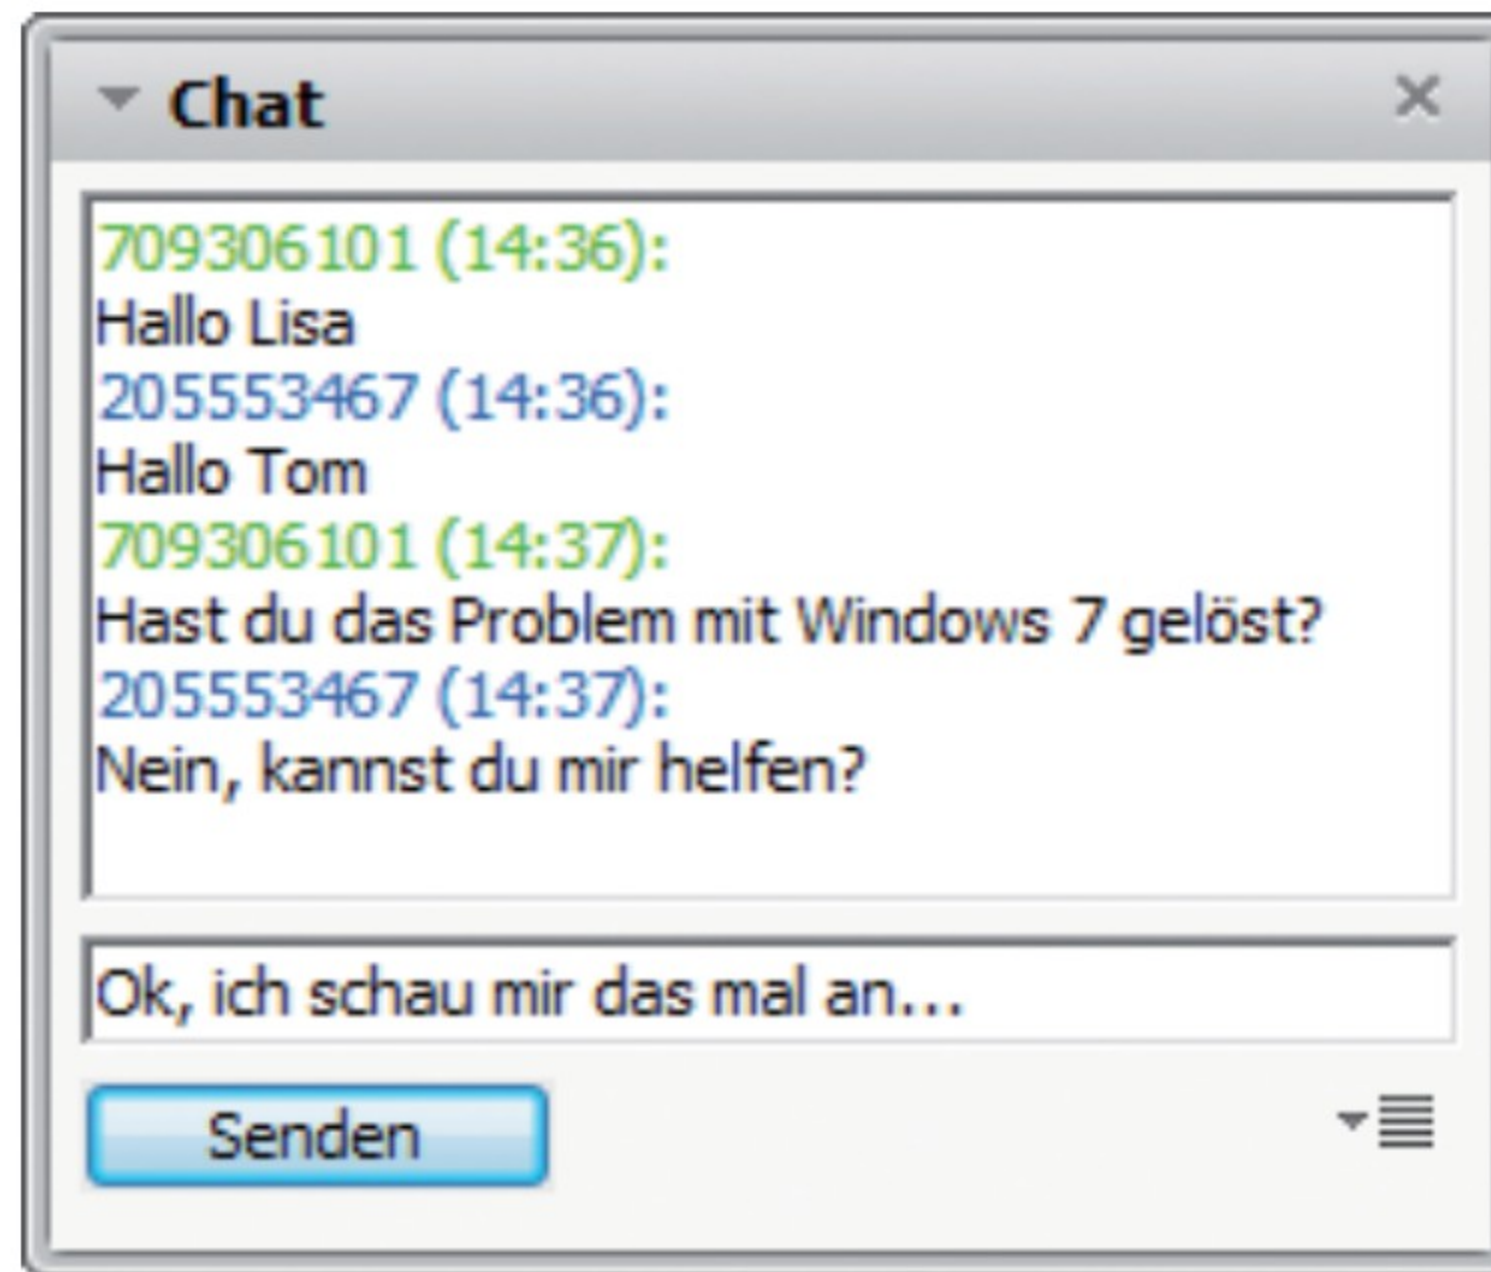 Chat
709306101 (14:36):
Hallo Lisa
205553467 (14:36):
Hallo Tom
709306101 (14:37):
Hast du das Problem mit Windows 7 gelöst?
205553467 (14:37):
Nein, kannst du mir helfen?
Ok, ich schau mir das mal an...
Senden